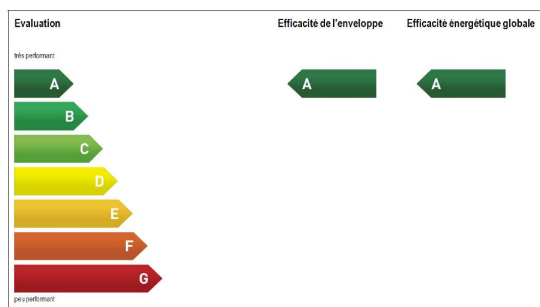 Evaluation Efficacité de l'enveloppe Efficacité énergétique globale
très performant
A A A
B
C
D
E
F
G
peu performant